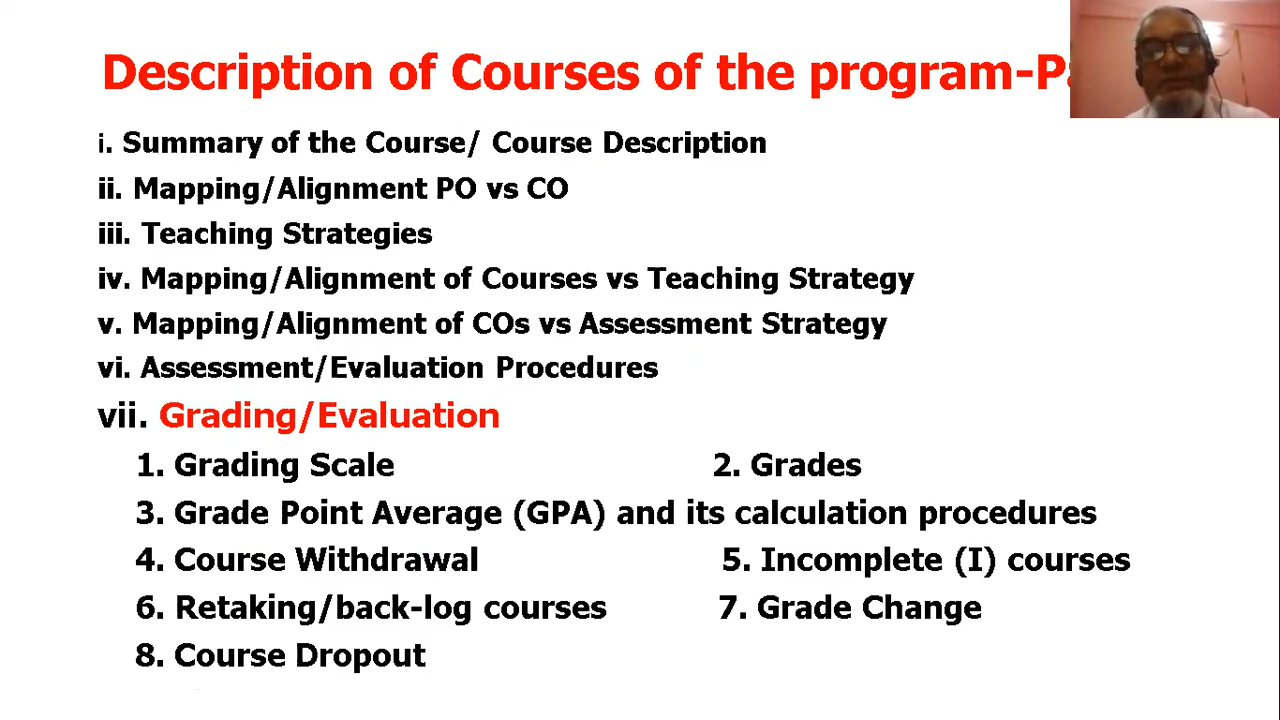 Description of Courses of the program-
i. Summary of the Course/ Course Description
ii. Mapping/Alignment PO vs CO
iii. Teaching Strategies
iv. Mapping/Alignment of Courses vs Teaching Strategy
v. Mapping/Alignment of COs vs Assessment Strategy
vi. Assessment/Evaluation Procedures
vii. Grading/Evaluation
1. Grading Scale 2. Grades
3. Grade Point Average (GPA) and its calculation procedures
4. Course Withdrawal 5. Incomplete (I) courses
6. Retaking/back-log courses 7. Grade Change
8. Course Dropout